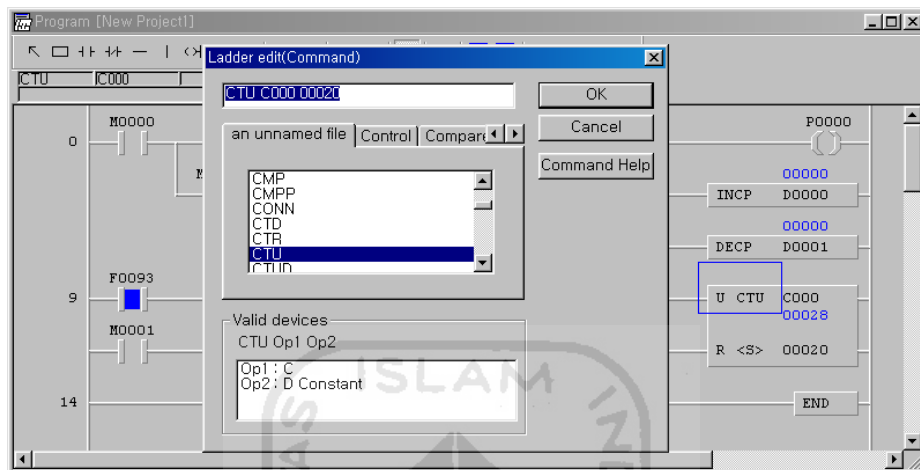 Program [New Project1]
Ladder edit(Command)
CTU C000
CTU C000 00020
OK
an unnamed file Control Compare
Cancel
Command Help
CMP
CMPP
CONN
CTD
CTR
CTU
CTUD
Valid devices
CTU Op1 Op2
Op1 : C
Op2 : D Constant
0 M0000 P0000
00000
INCP D0000
00000
DECP D0001
F0093
9 U CTU C000
00028
M0001
R <S> 00020
14 END
ISLAM